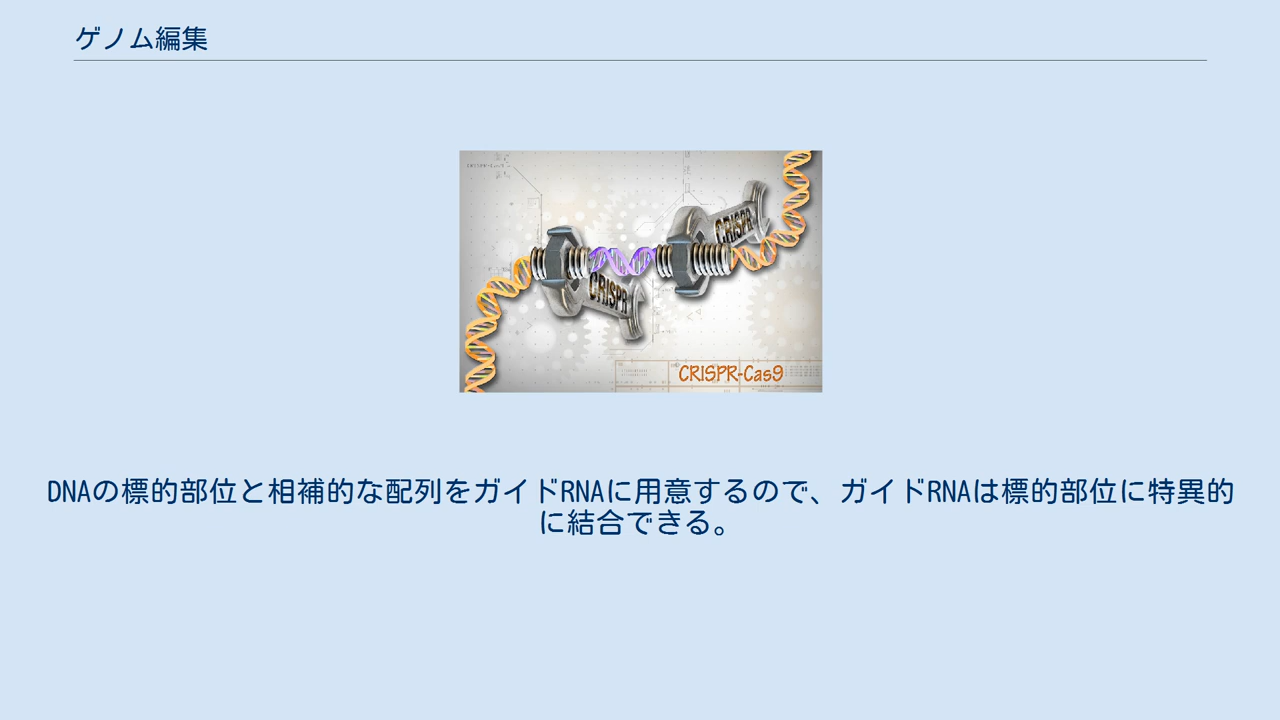 ゲノム編集
CRISPR
CRISPR
CRISPR-Cas9
DNAの標的部位と相補的な配列をガイドRNAに用意するので、ガイドRNAは標的部位に特異的
に結合できる。